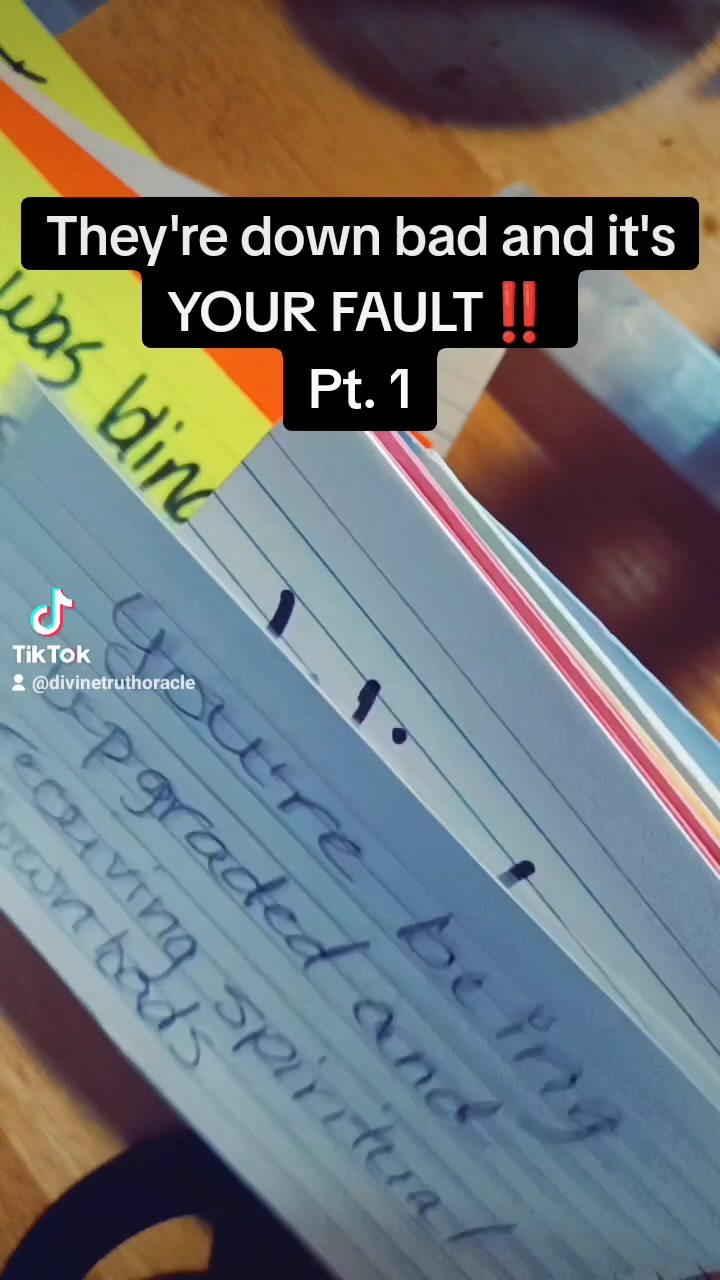 They're down bad and it's
YOUR FAULT‼️
Pt. 1
was blind
TikTok
@divinetruthoracle
you're being
upgraded and
receiving spiritual